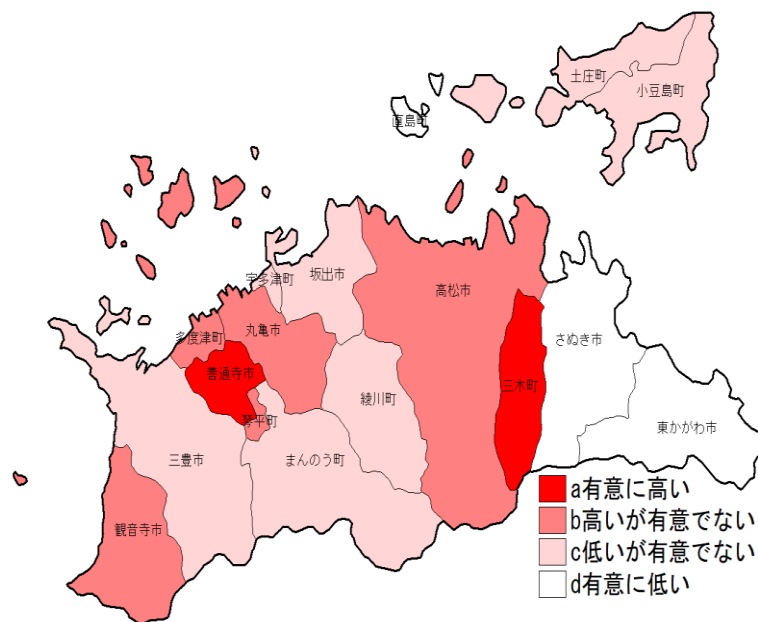 土庄町
小豆島町
直島町
宇多津町
坂出市
高松市
多度津町
丸亀市
さぬき市
善通寺市
三木町
綾川町
琴平町
東かがわ市
三豊市
まんのう町
観音寺市
a有意に高い
b高いが有意でない
c低いが有意でない
d有意に低い